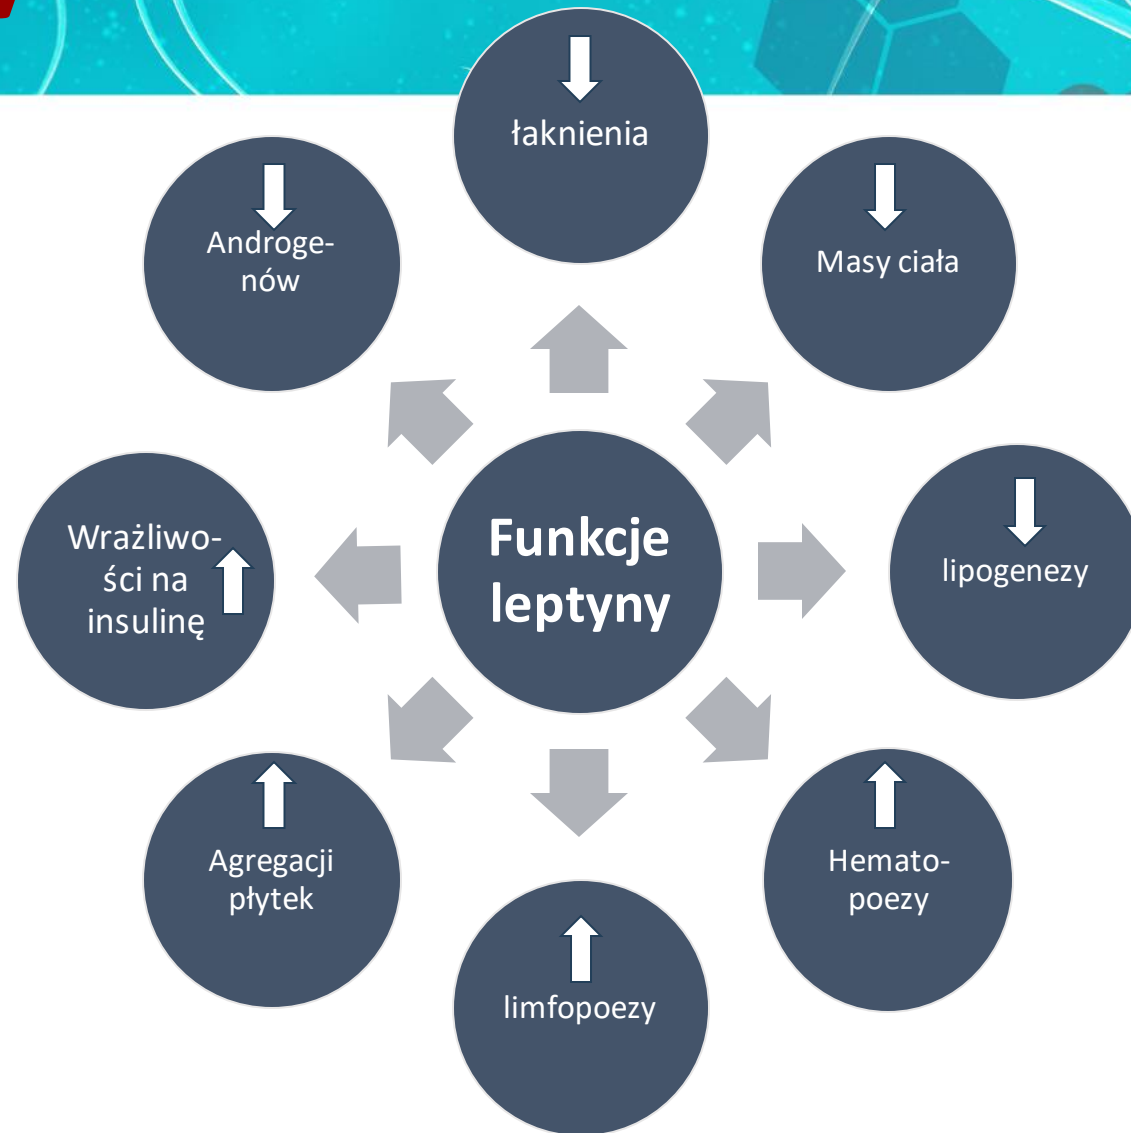 łaknienia
Androge-
nów
Masy ciała
Funkcje
leptyny
Wrażliwo-
ści na
insulinę
lipogenezy
Agregacji
płytek
Hemato-
poezy
limfopoezy